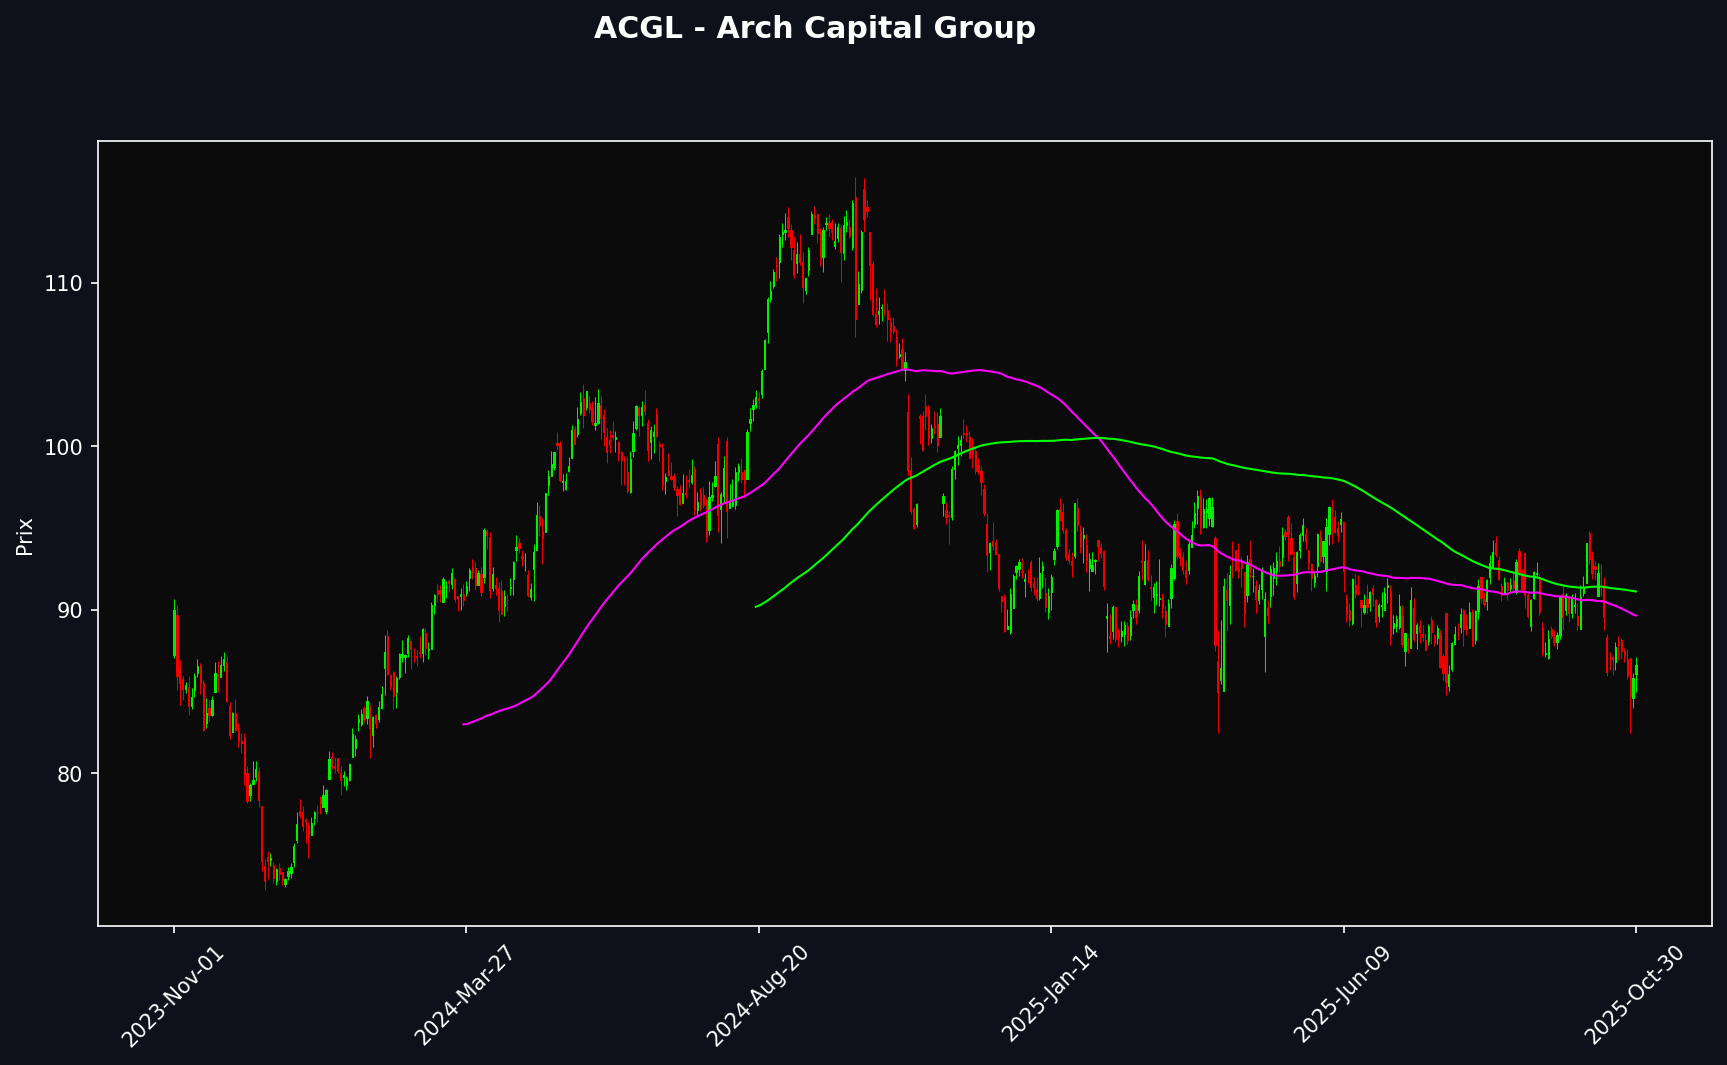 ACGL - Arch Capital Group
Prix
110
100
90
80
2023-Nov-01
2024-Mar-27
2024-Aug-20
2025-Jan-14
2025-Jun-09
2025-Oct-30